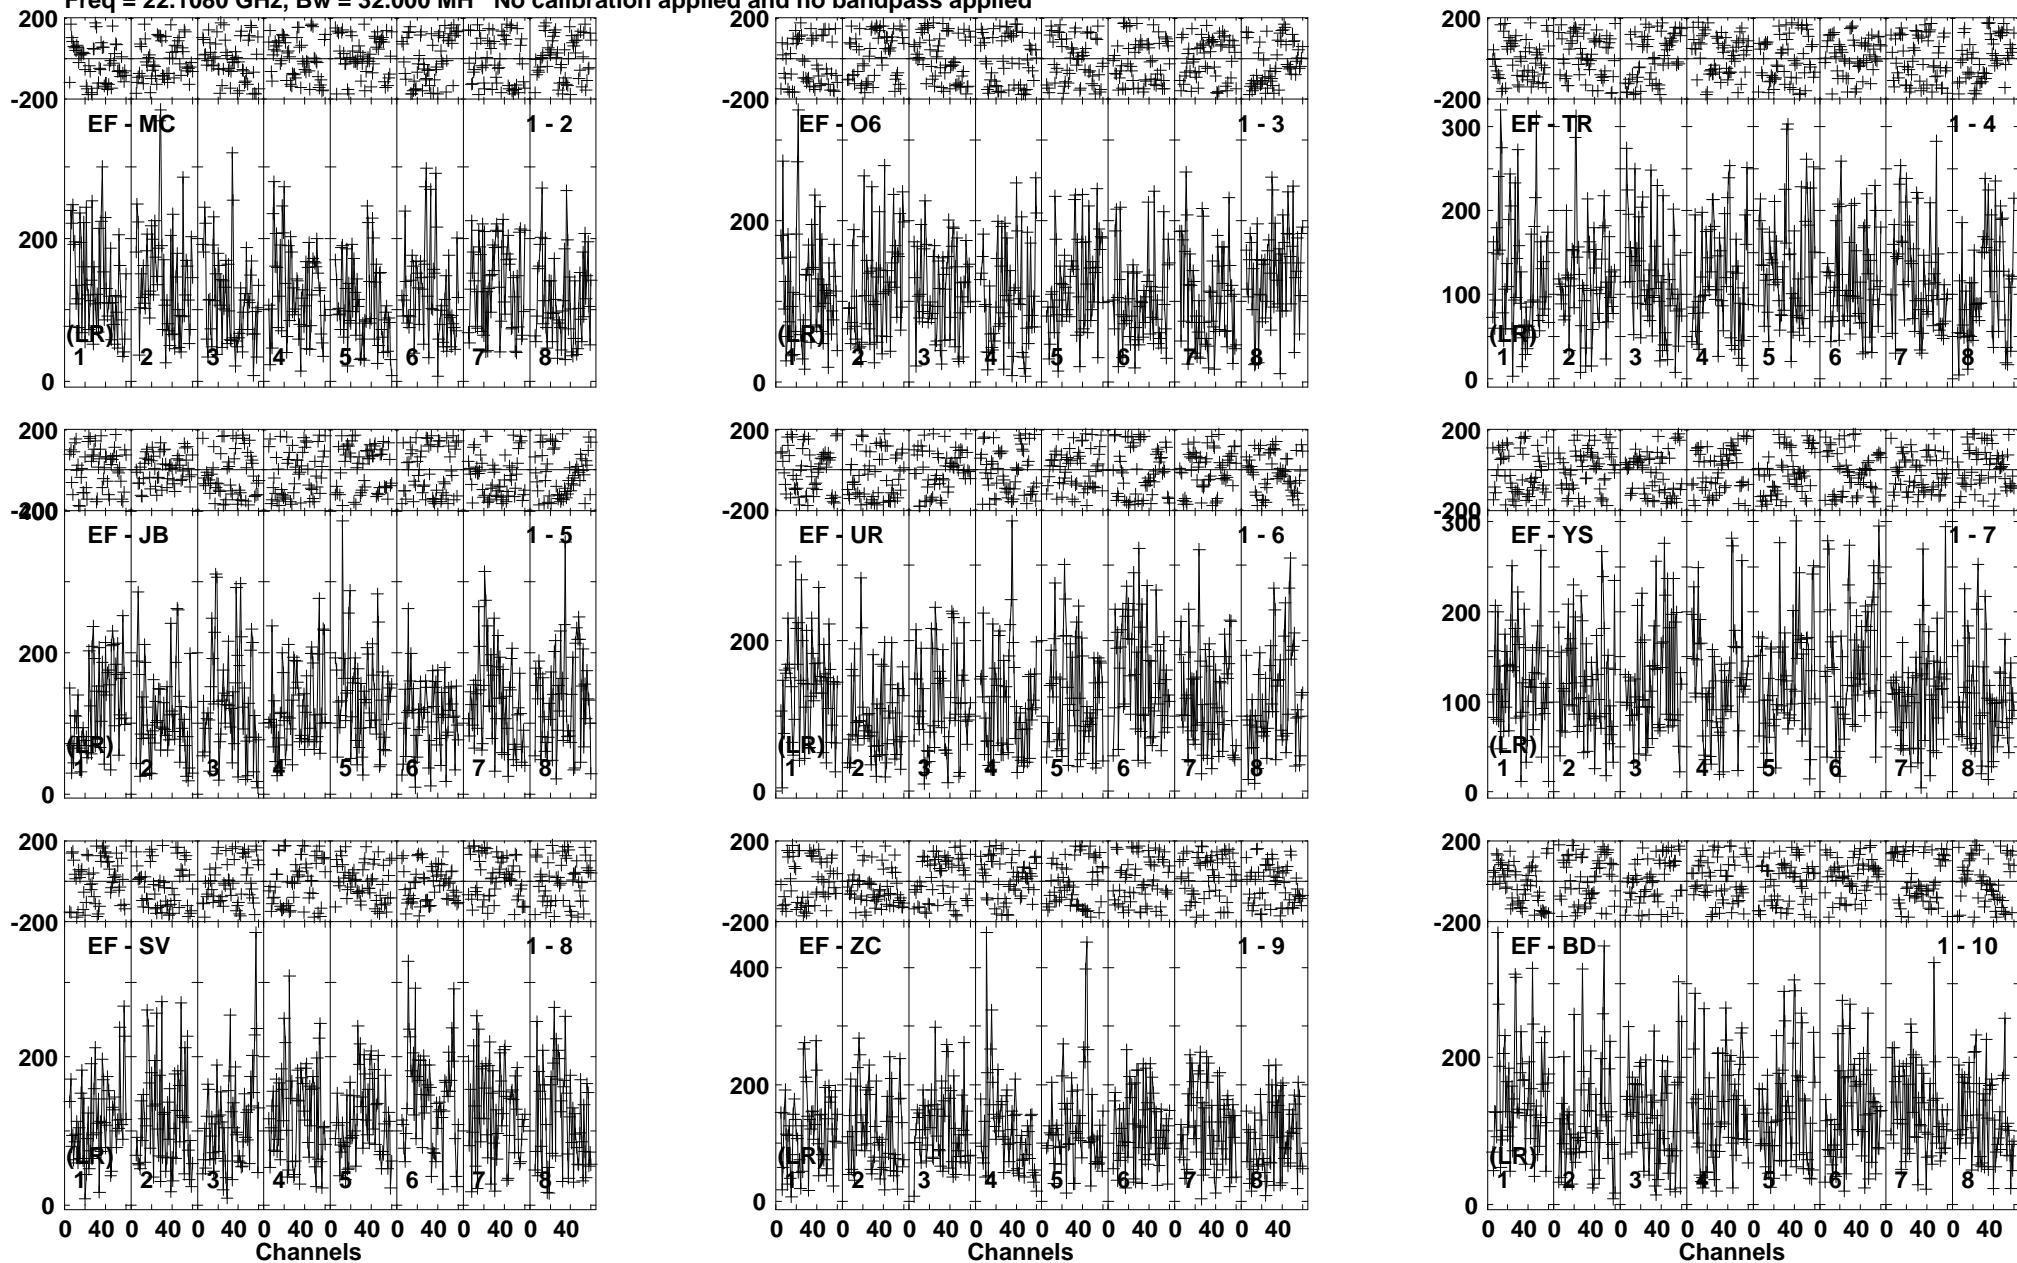 Freq = 22.1080 GHz, Bw = 32.000 MH No calibration applied and no bandpass applied
200 200 200
-200 -200 -200
EF - MC 1 - 2 EF - O6 1 - 3 EF - TR 1 - 4
300
200 200 200
100
(LR) (LR) (LR)
1 2 3 4 5 6 7 8 1 2 3 4 5 6 7 8 1 2 3 4 5 6 7 8
0 0 0
200 200 200
-200 -200 -200
400 300
EF - JB 1 - 5 EF - UR 1 - 6 EF - YS 1 - 7
200 200 200
100
(LR) (LR) (LR)
1 2 3 4 5 6 7 8 1 2 3 4 5 6 7 8 1 2 3 4 5 6 7 8
0 0 0
200 200 200
-200 -200 -200
EF - SV 1 - 8 EF - ZC 1 - 9 EF - BD 1 - 10
400
200 200 200
(LR) (LR) (LR)
1 2 3 4 5 6 7 8 1 2 3 4 5 6 7 8 1 2 3 4 5 6 7 8
0 0 0
0 40 0 40 0 40 0 40 0 40 0 40 0 40 0 40 0 40 0 40 0 40 0 40 0 40 0 40 0 40 0 40 0 40 0 40 0 40 0 40 0 40 0 40 0 40 0 40
Channels Channels Channels